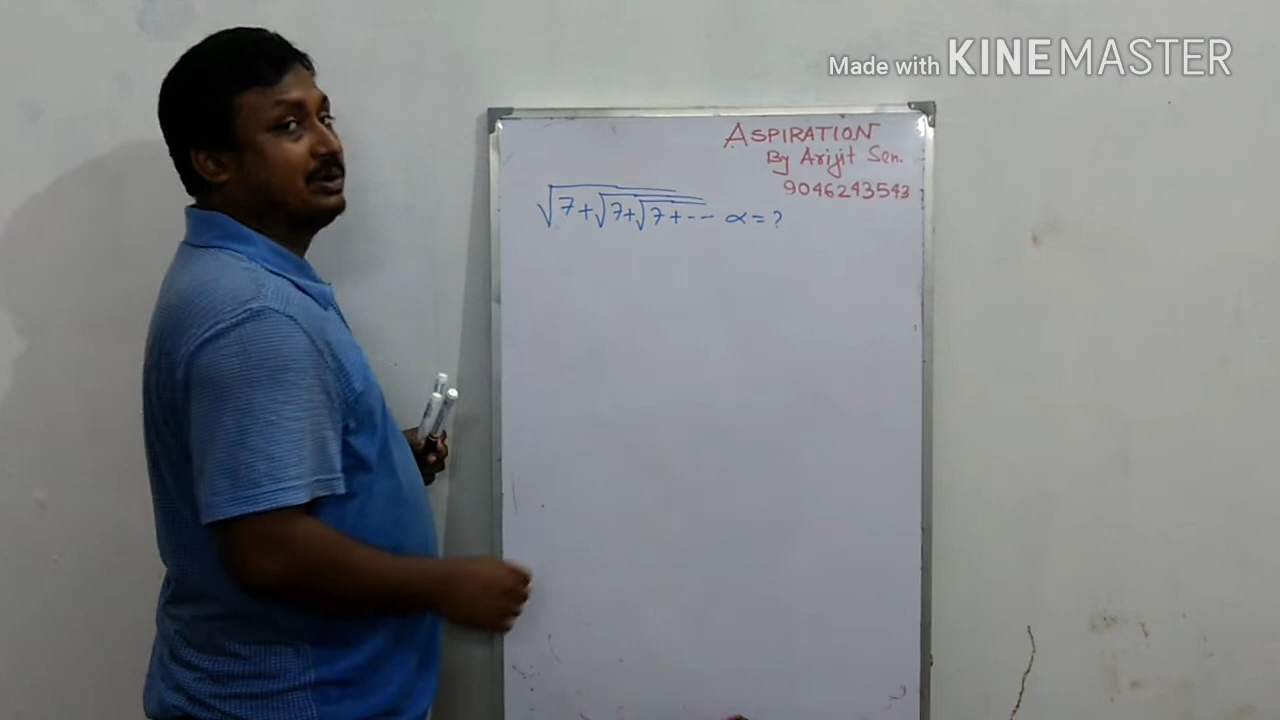 Made with KINEMASTER
ASPIRATION
By Arijit Sen.
9046243543
√7+√7+√7+--- α=?